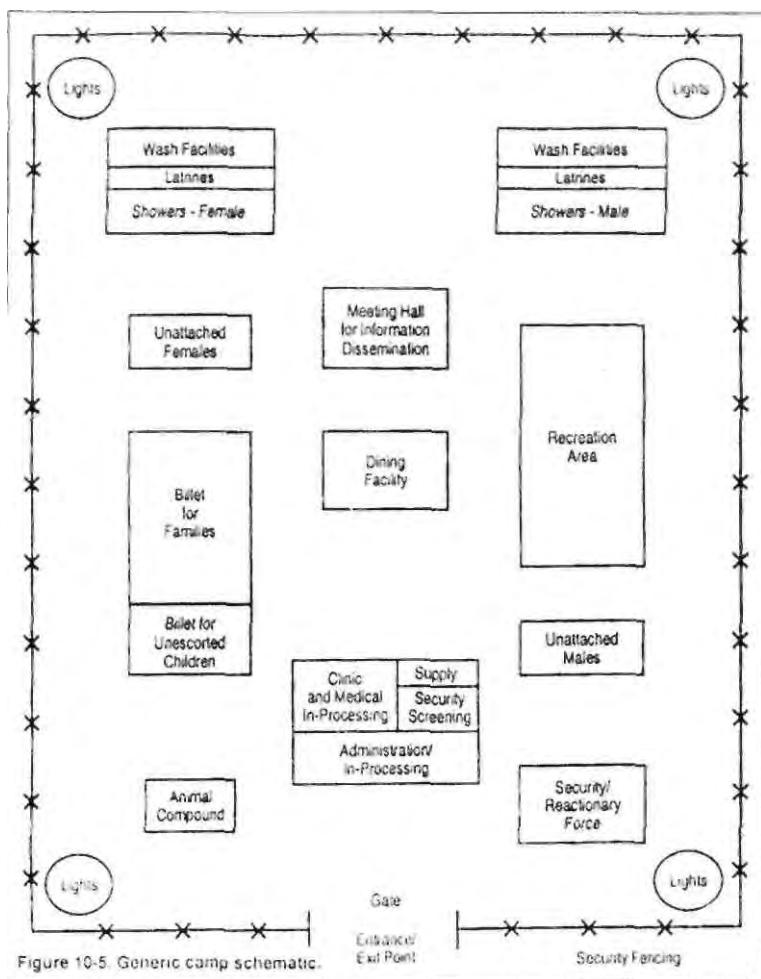 Lights
Lights
Wash Facilities
Latrines
Showers - Female
Wash Facilities
Latrines
Showers - Male
Unattached
Females
Meeting Hall
for Information
Dissemination
Recreation
Area
Dining
Facility
Billet
for
Families
Billet for
Unescorted
Children
Unattached
Males
Clinic
and Medical
In-Processing
Supply
Security
Screening
Administration/
In-Processing
Animal
Compound
Security/
Reactionary
Force
Lights
Lights
Gate
Entrance/
Exit Point
Security Fencing
Figure 10-5. Generic camp schematic.